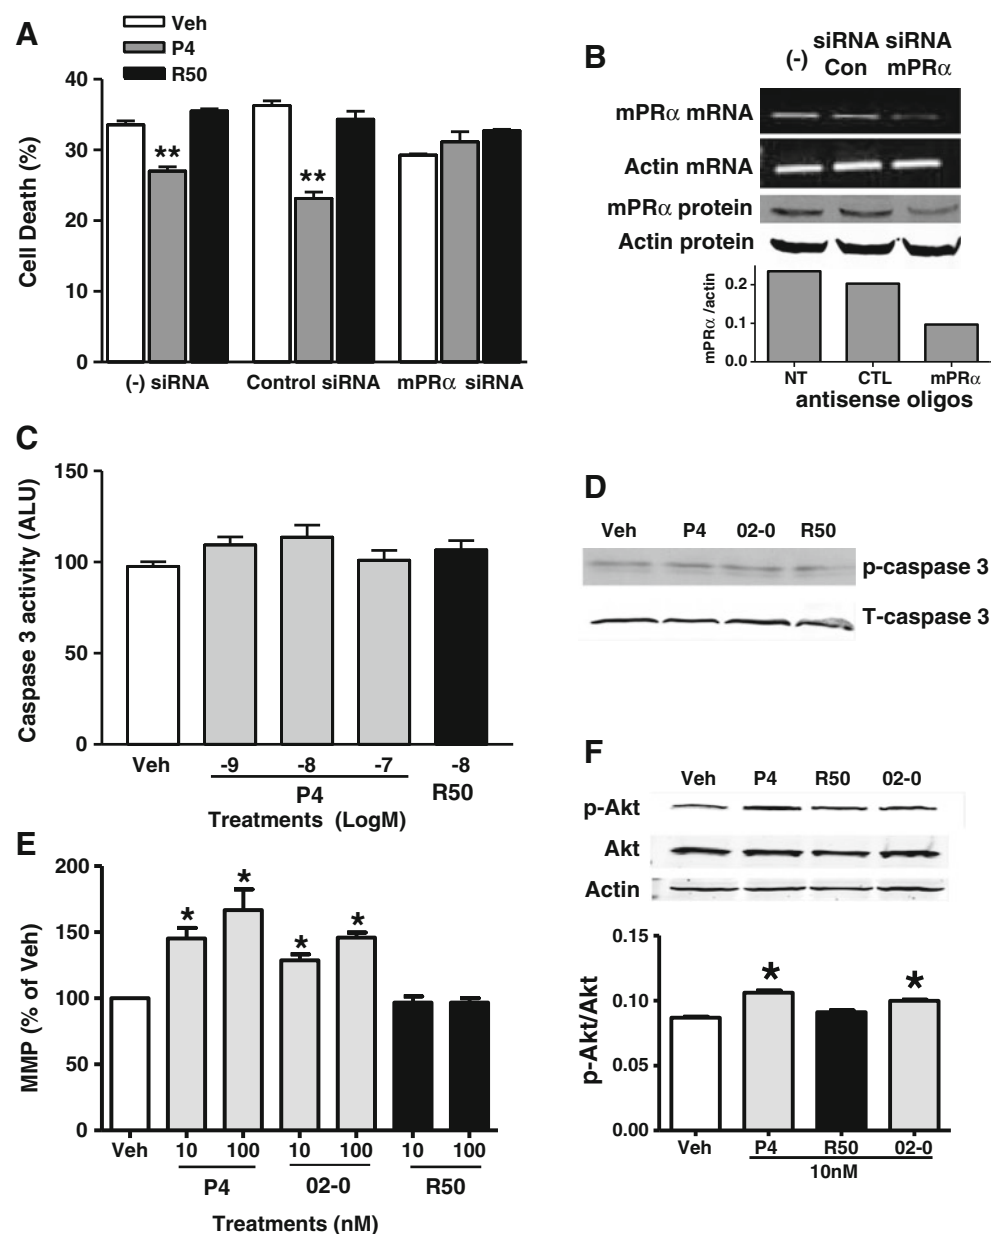 A
Veh
P4
R50
Cell Death (%)
40
30
20
10
0
**
**
(-) siRNA
Control siRNA
mPRα siRNA
B
(-)
siRNA siRNA
Con mPRα
mPRα mRNA
Actin mRNA
mPRα protein
Actin protein
mPRα /actin
0.2
0.1
0.0
NT
CTL
mPRα
antisense oligos
C
Caspase 3 activity (ALU)
150
100
50
0
Veh
-9
-8
-7
-8
P4
R50
Treatments (LogM)
D
Veh
P4
02-0
R50
p-caspase 3
T-caspase 3
E
MMP (% of Veh)
200
150
100
50
0
*
*
*
*
Veh
10
100
10
100
10
100
P4
02-0
R50
Treatments (nM)
F
Veh
P4
R50
02-0
p-Akt
Akt
Actin
p-Akt/Akt
0.15
0.10
0.05
0.00
*
*
Veh
P4
R50
02-0
10nM